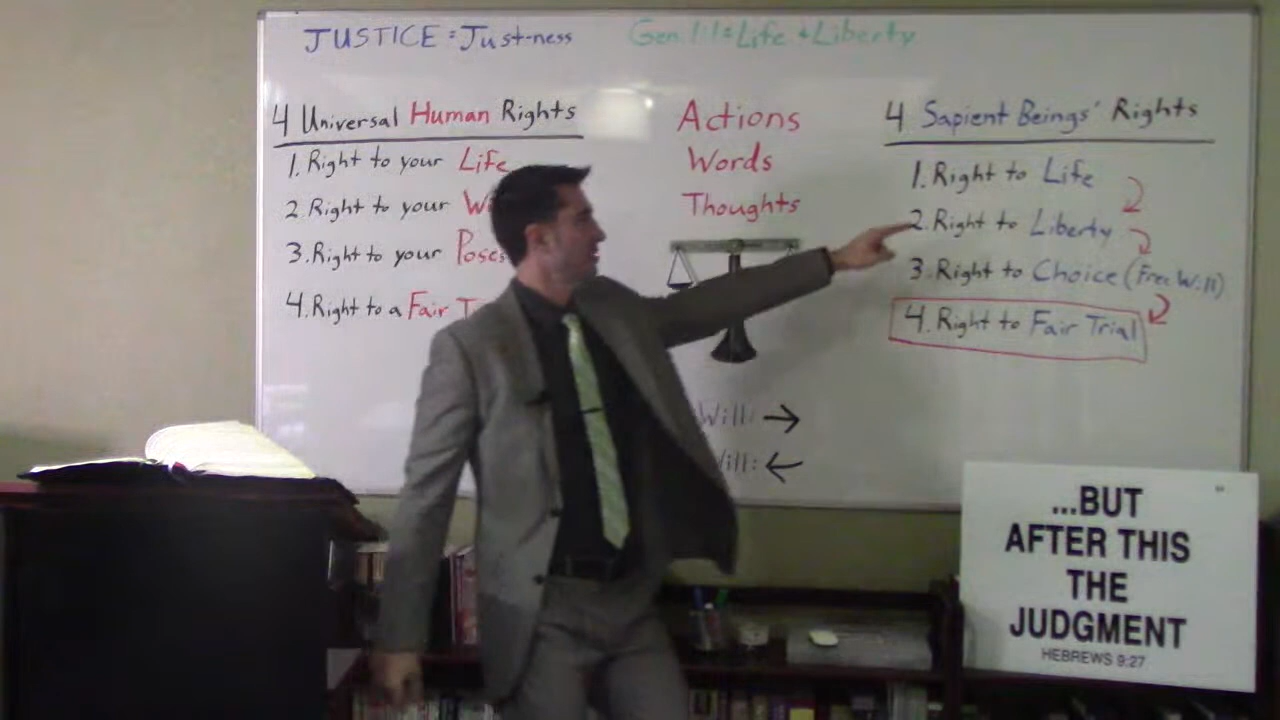 JUSTICE = Just-ness
Gen. 1:1 = Life + Liberty
4 Universal Human Rights
1. Right to your Life
2 Right to your
3. Right to your
4. Right to a Fair
Actions
Words
Thoughts
Will: →
Will: ←
4 Sapient Beings' Rights
1. Right to Life
2. Right to Liberty
3. Right to Choice (Free Will)
4. Right to Fair Trial
...BUT
AFTER THIS
THE
JUDGMENT
HEBREWS 9:27